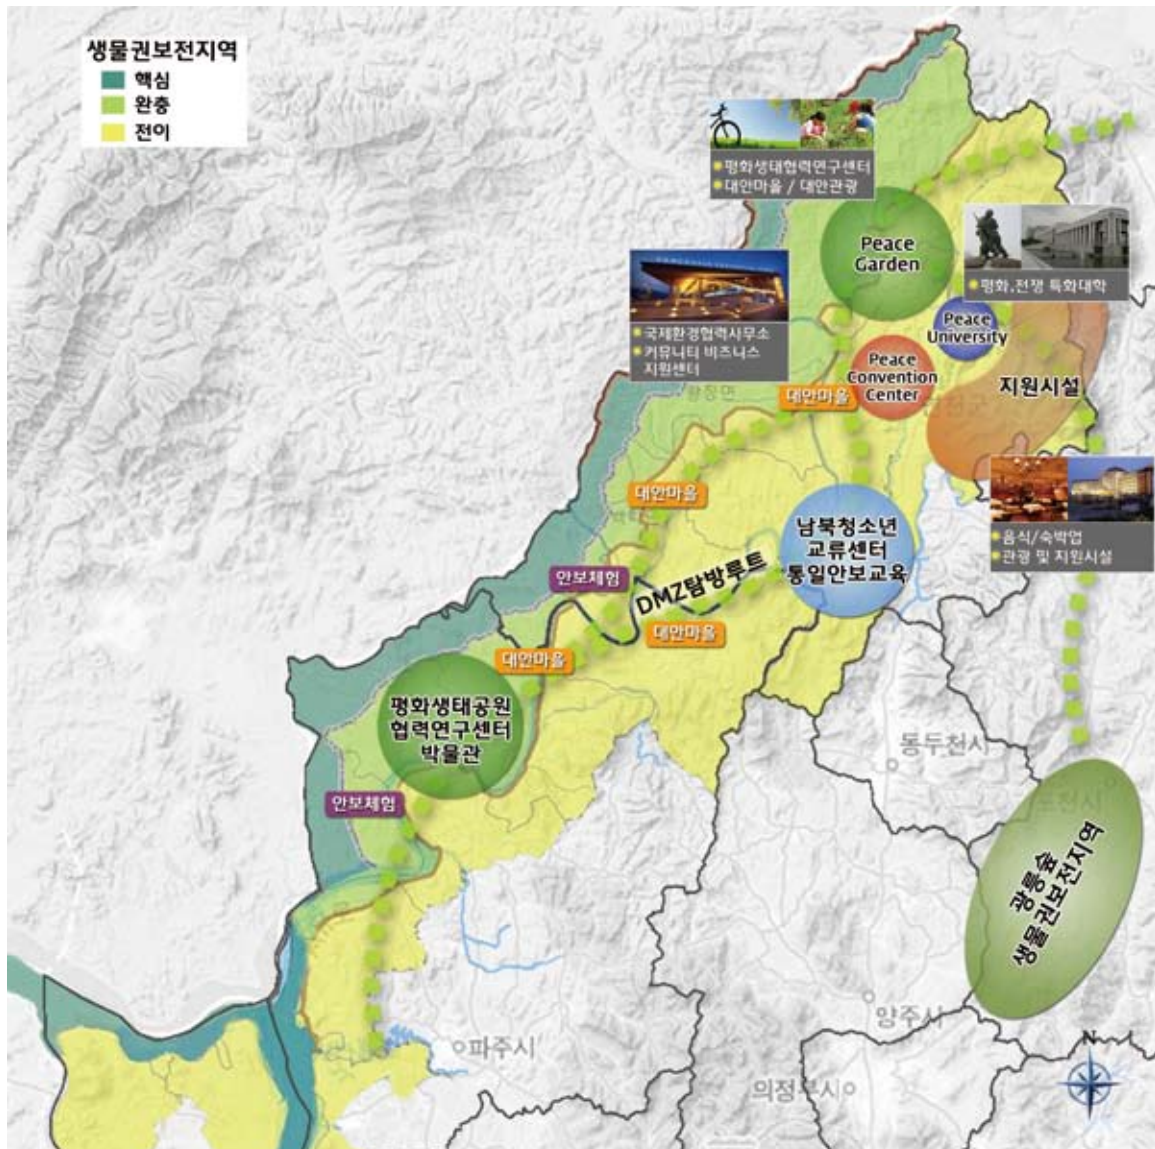 생물권보전지역
핵심
완충
전이
평화생태협력연구센터
대안마을 / 대안관광
Peace
Garden
평화,전쟁 특화대학
국제환경협력사무소
커뮤니티 비즈니스
지원센터
Peace
University
Peace
Convention
Center
지원시설
대안마을
대안마을
음식/숙박업
관광 및 지원시설
남북청소년
교류센터
통일안보교육
안보체험
DMZ탐방루트
대안마을
대안마을
평화생태공원
협력연구센터
박물관
안보체험
동두천시
광릉숲
생물권보전지역
양주시
파주시
의정부시
N